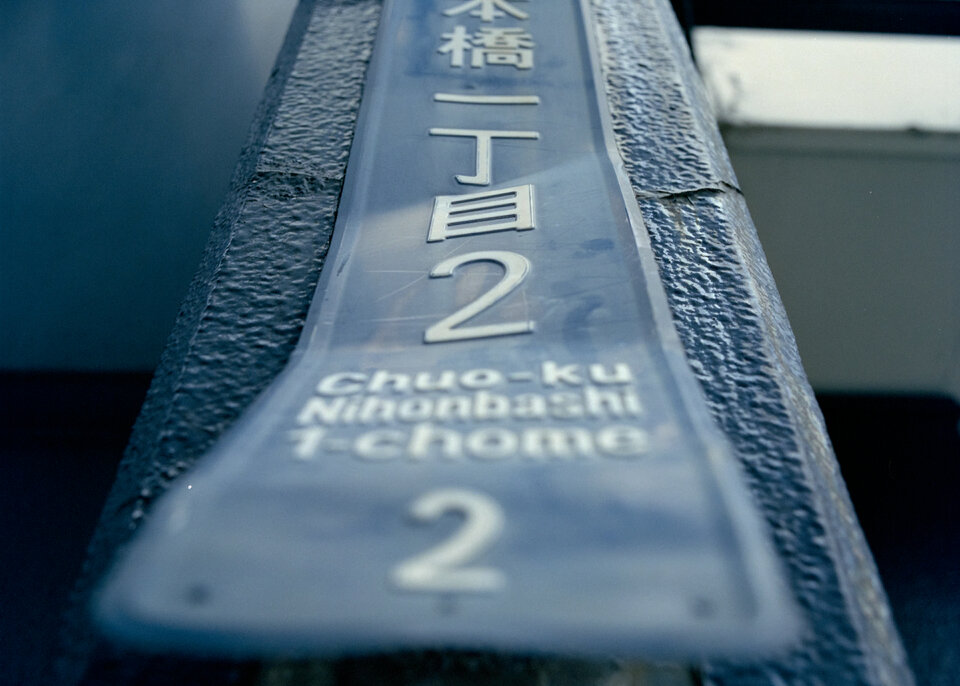 本橋一丁目2
Chuo-ku
Nihonbashi
1-chome
2